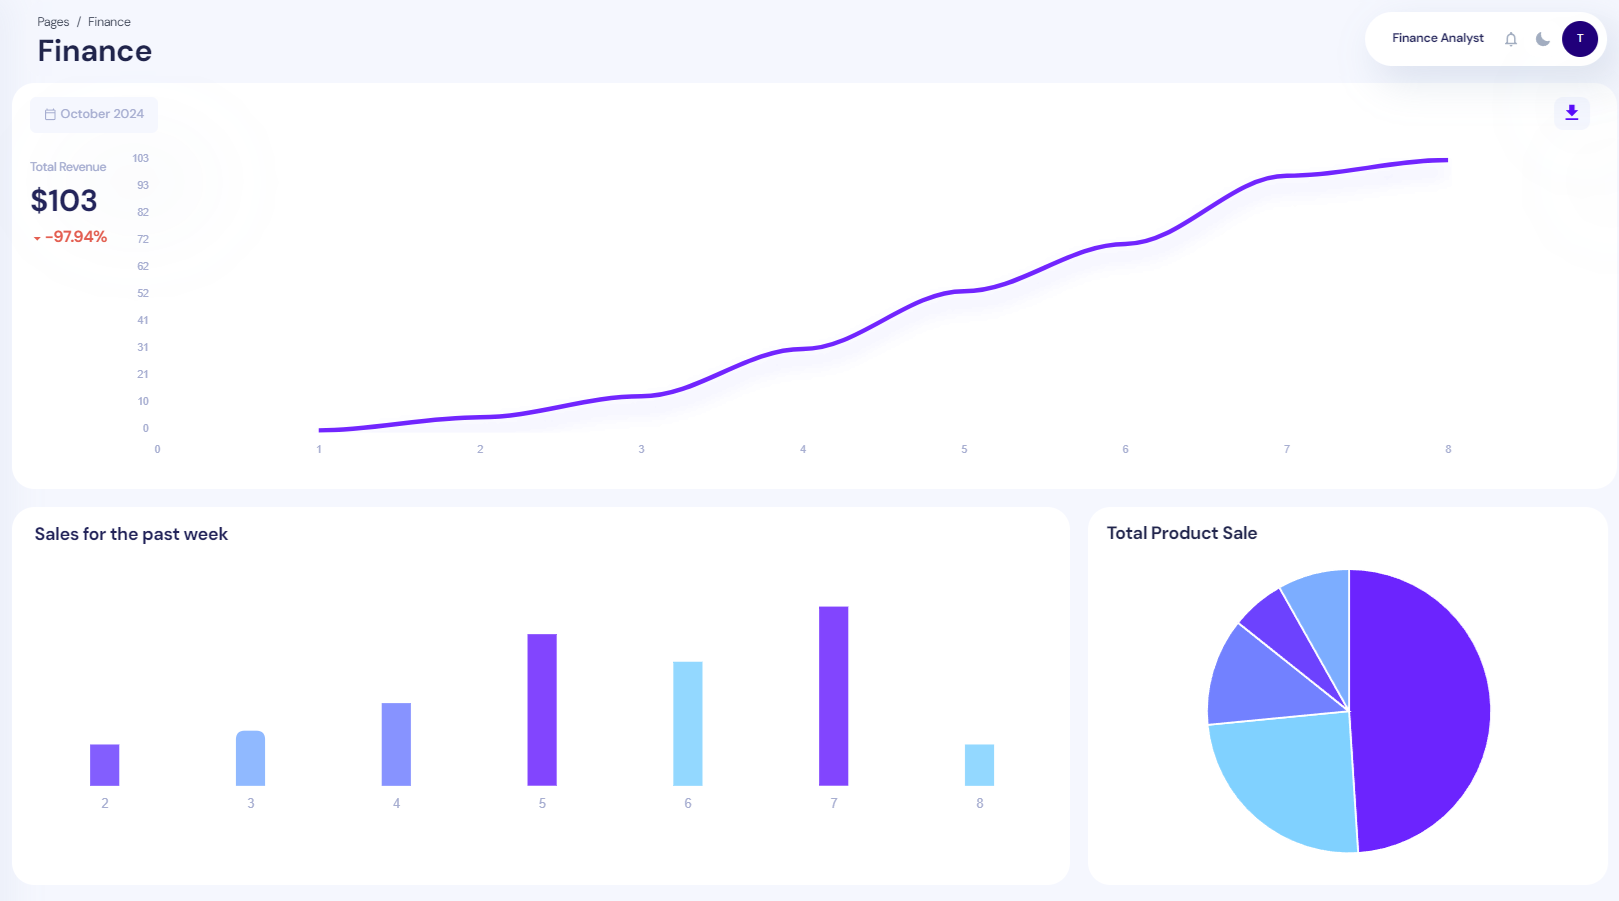 Pages / Finance
Finance
Finance Analyst
T
October 2024
Total Revenue
$103
-97.94%
103
93
82
72
62
52
41
31
21
10
0
0 1 2 3 4 5 6 7 8
Sales for the past week
2 3 4 5 6 7 8
Total Product Sale